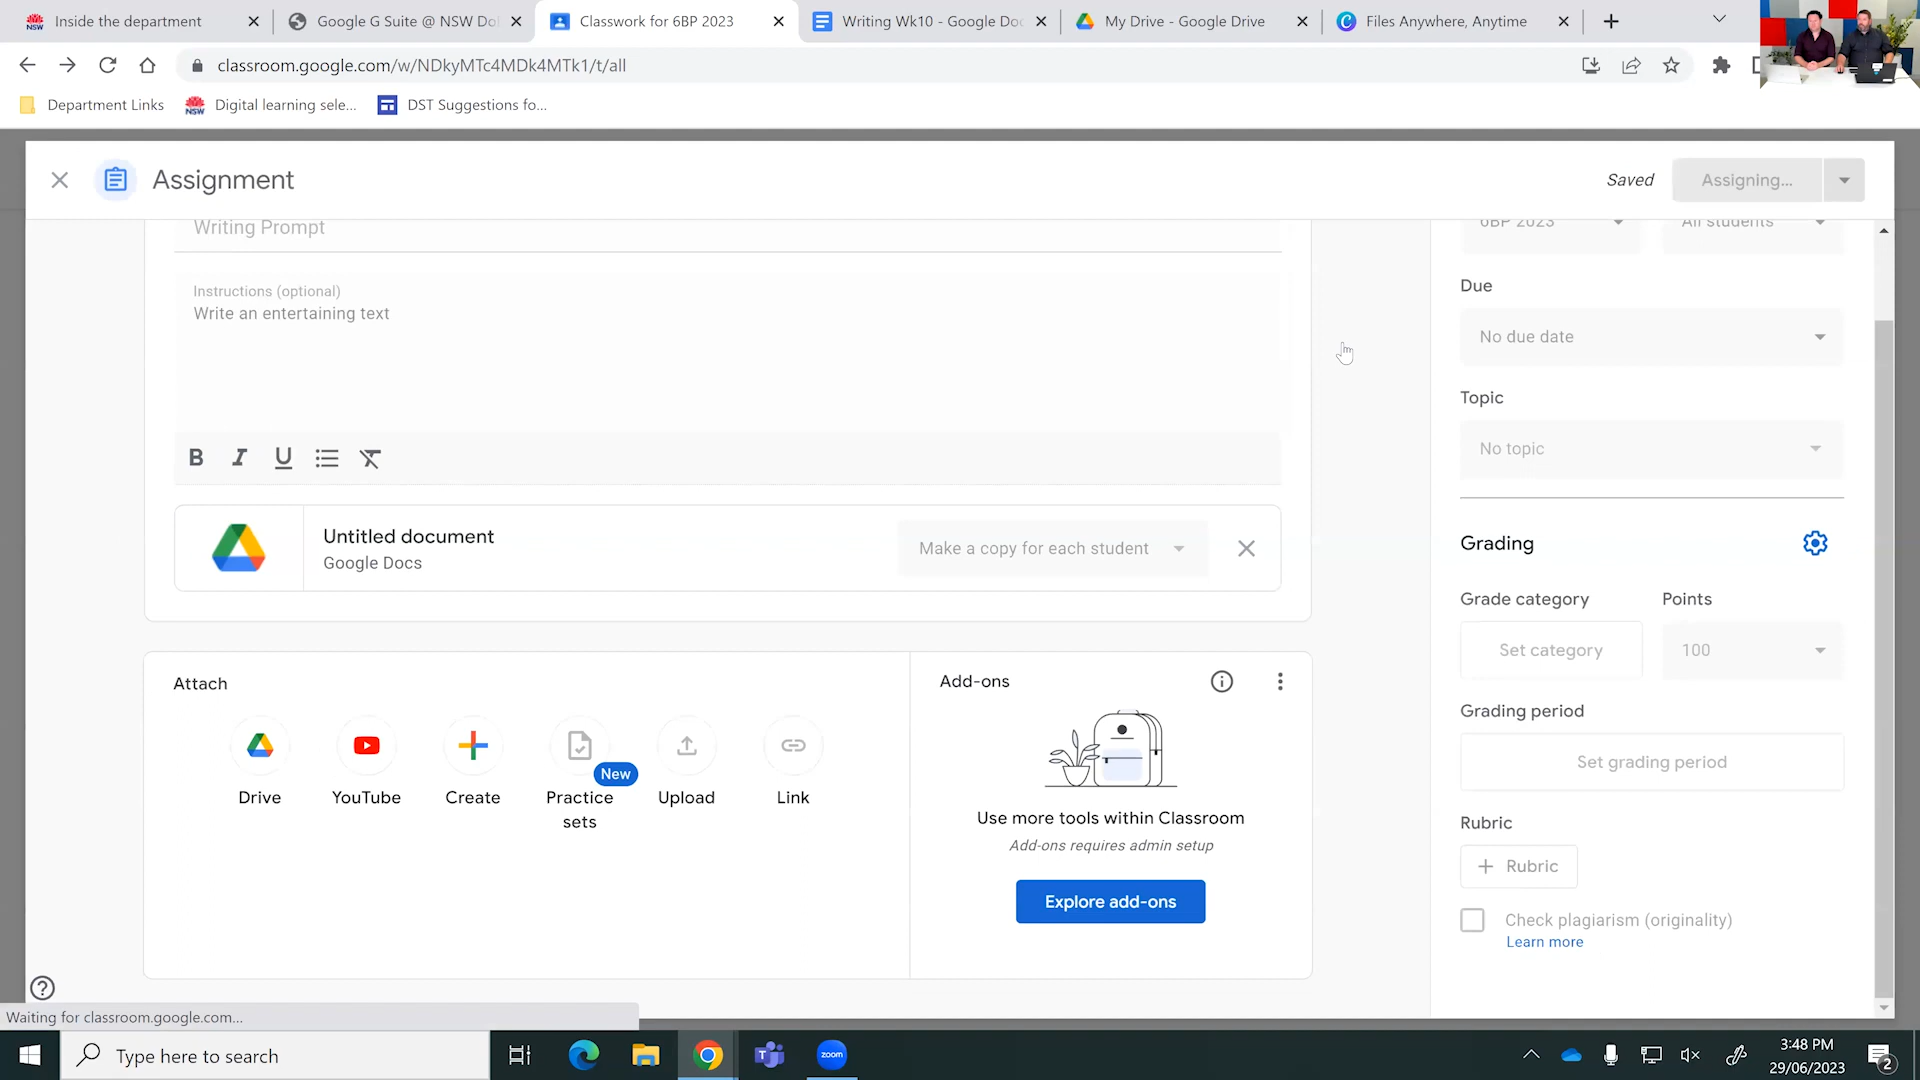 Inside the department
Google G Suite @ NSW Do
Classwork for 6BP 2023
Writing Wk10 - Google Doc
My Drive - Google Drive
Files Anywhere, Anytime
classroom.google.com/w/NDkyMTc4MDk4MTk1/t/all
Department Links
Digital learning sele...
DST Suggestions fo...
Assignment
Saved
Assigning...
Writing Prompt
6BP 2023
All students
Instructions (optional)
Write an entertaining text
Due
No due date
Topic
No topic
B I U
Untitled document
Google Docs
Make a copy for each student
Grading
Grade category
Points
Set category
100
Grading period
Set grading period
Attach
Drive
YouTube
Create
New
Practice
sets
Upload
Link
Add-ons
Use more tools within Classroom
Add-ons requires admin setup
Explore add-ons
Rubric
+ Rubric
Check plagiarism (originality)
Learn more
Waiting for classroom.google.com...
Type here to search
zoom
3:48 PM
29/06/2023
2